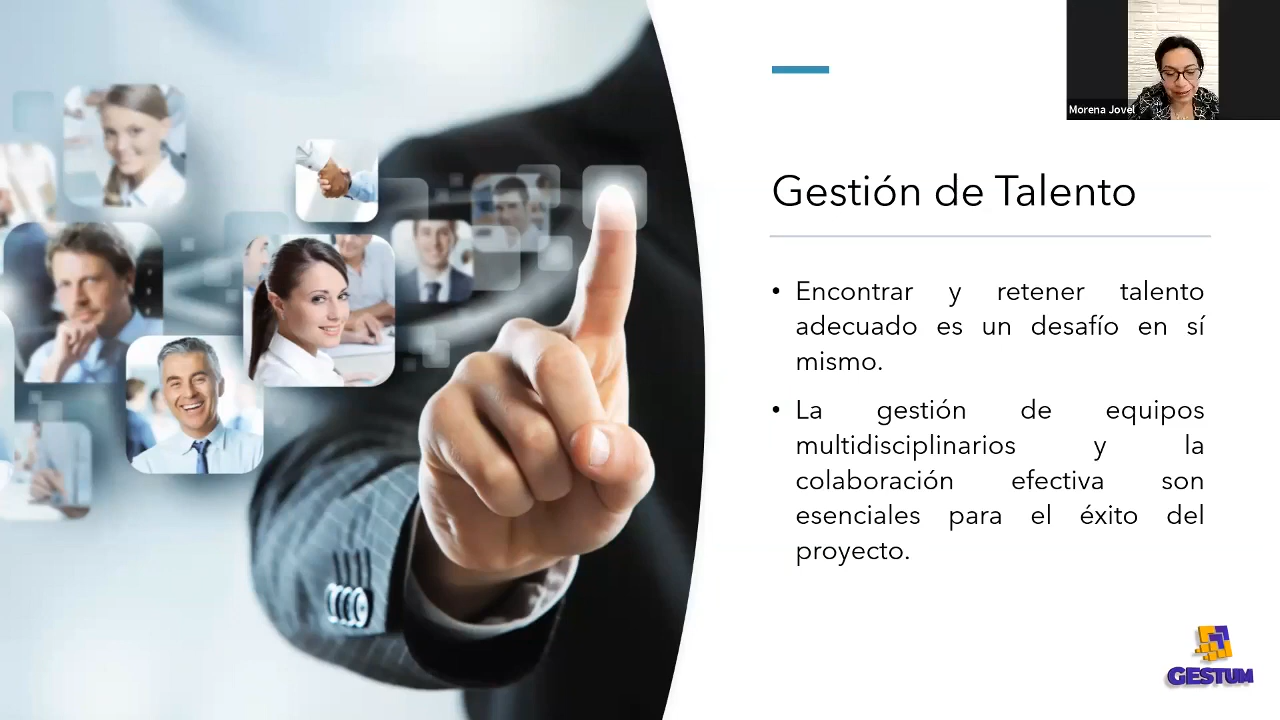 Morena Jovel
Gestión de Talento
• Encontrar y retener talento
adecuado es un desafío en sí
mismo.
• La gestión de equipos
multidisciplinarios y la
colaboración efectiva son
esenciales para el éxito del
proyecto.
GESTUM